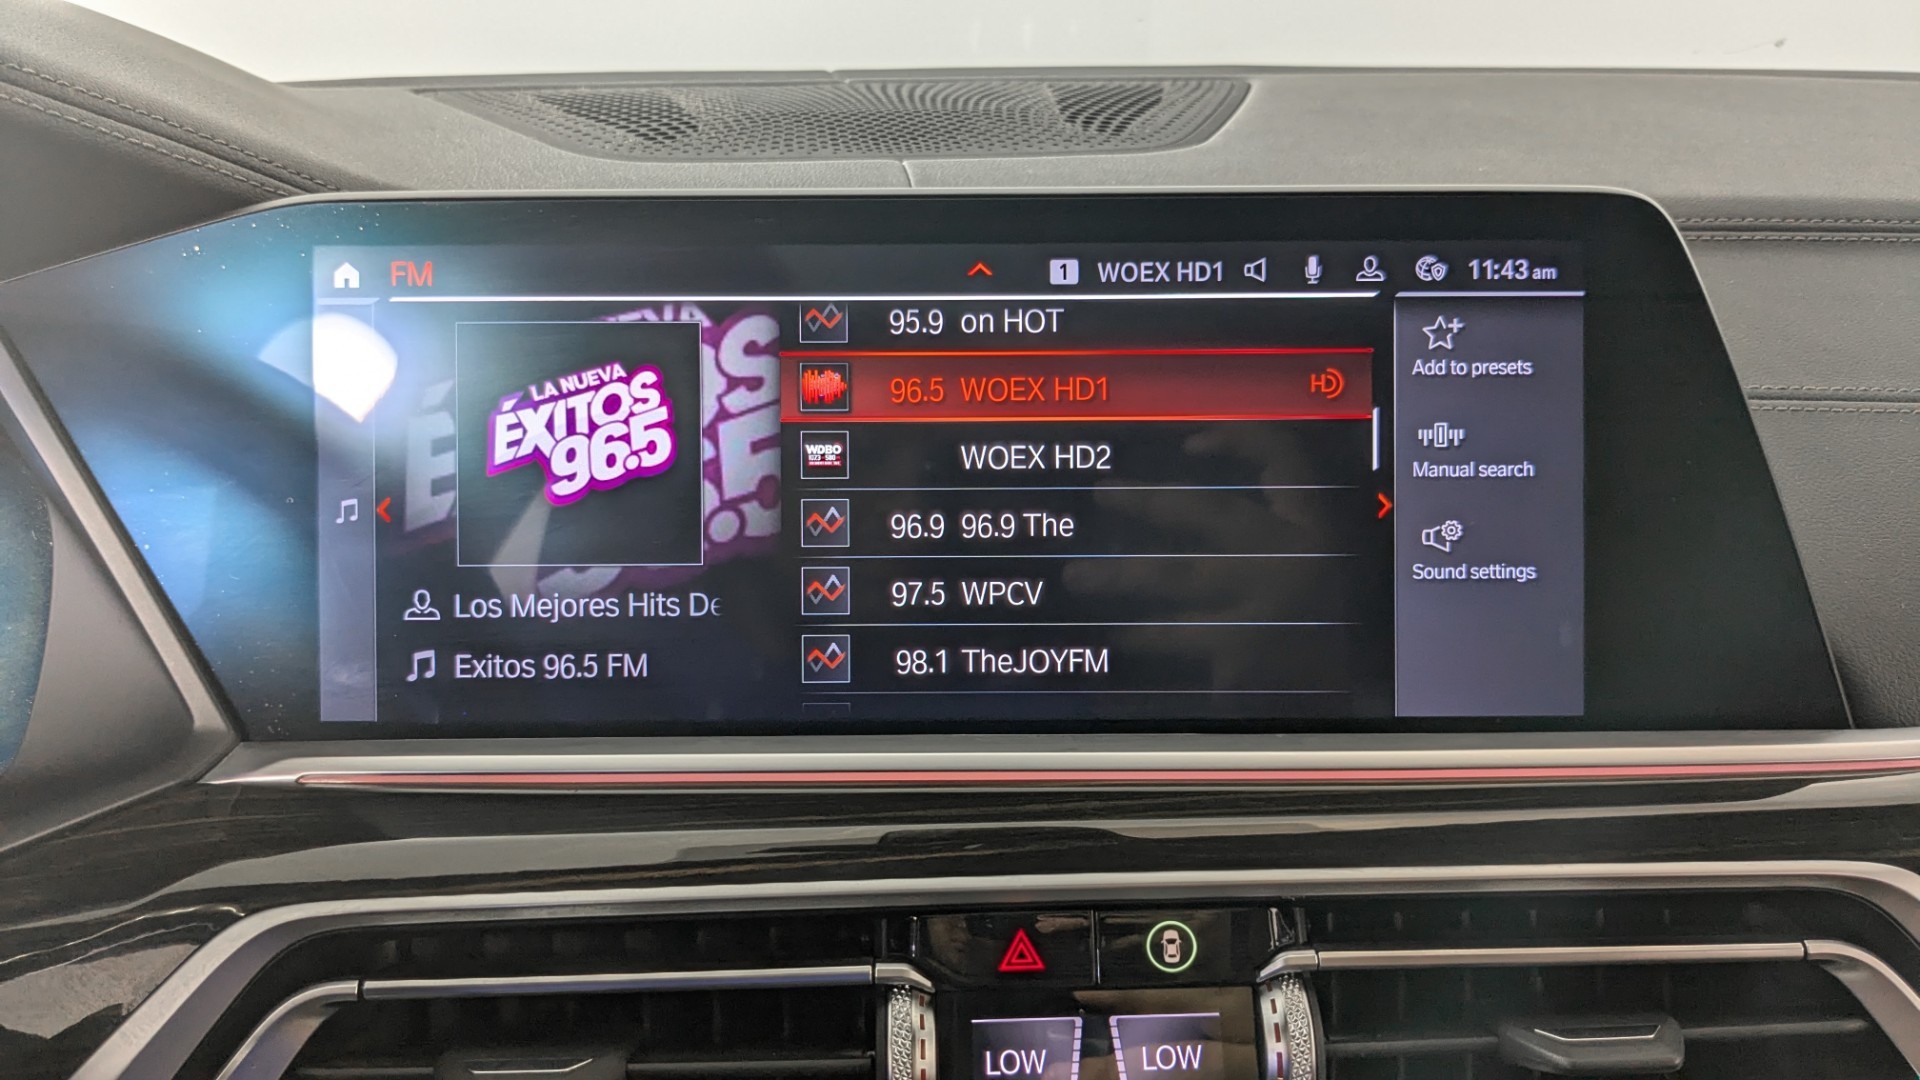 FM
1 WOEX HD1 11:43 am
LA NUEVA
ÉXITOS
96.5
Los Mejores Hits De
Exitos 96.5 FM
95.9 on HOT
96.5 WOEX HD1 HD
WDBO
WOEX HD2
96.9 96.9 The
97.5 WPCV
98.1 TheJOYFM
Add to presets
Manual search
Sound settings
LOW LOW